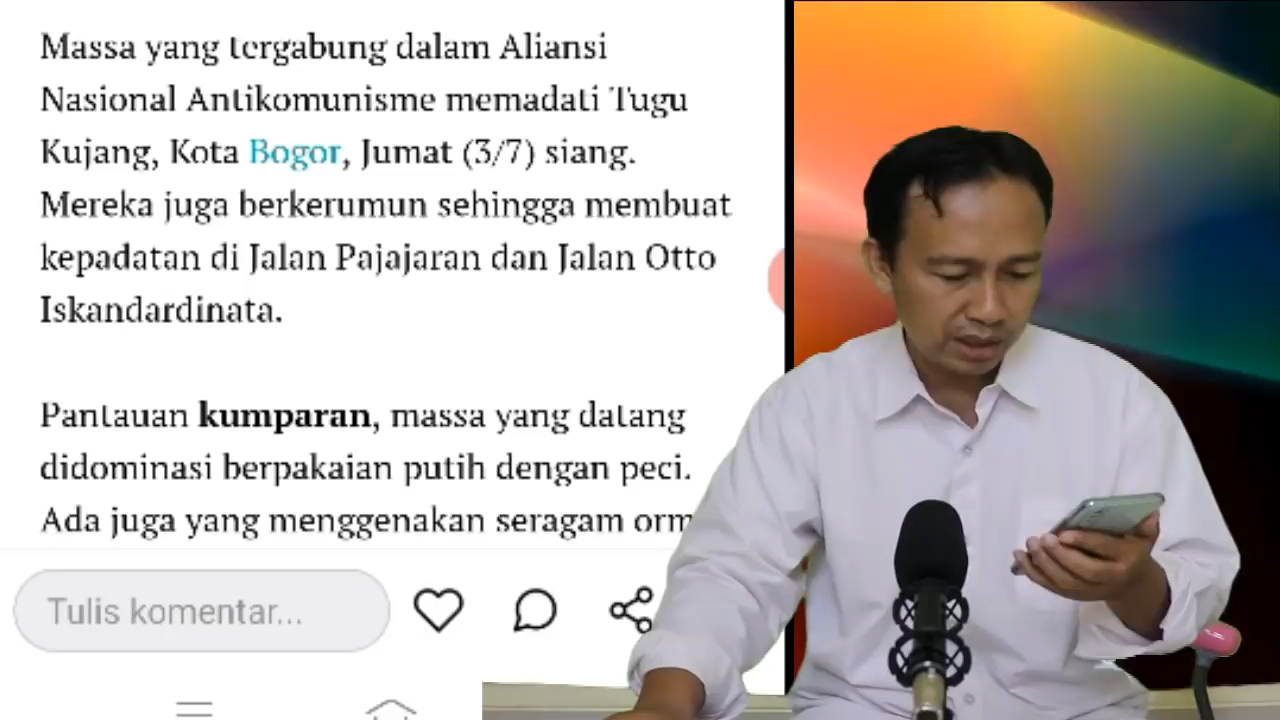 Massa yang tergabung dalam Aliansi
Nasional Antikomunisme memadati Tugu
Kujang, Kota Bogor, Jumat (3/7) siang.
Mereka juga berkerumun sehingga membuat
kepadatan di Jalan Pajajaran dan Jalan Otto
Iskandardinata.
Pantauan kumparan, massa yang datang
didominasi berpakaian putih dengan peci.
Ada juga yang menggenakan seragam orm
Tulis komentar...